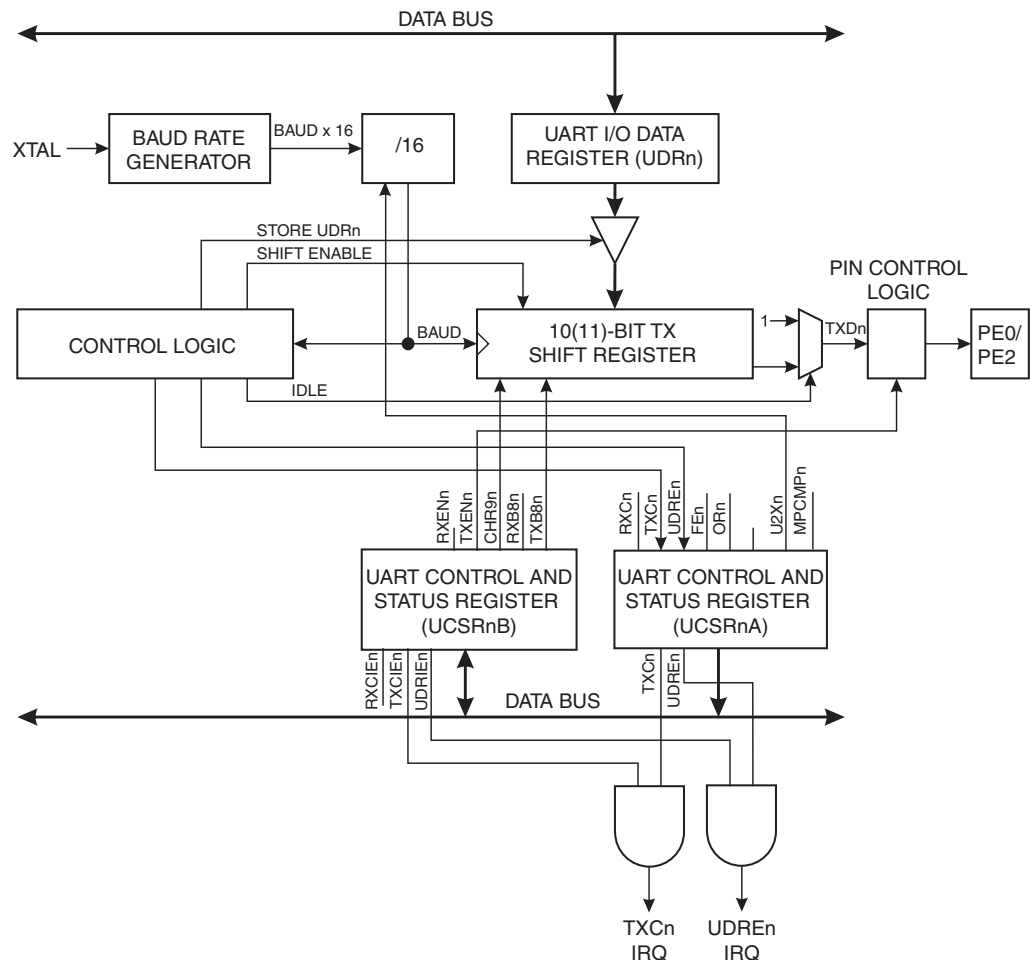 DATA BUS
XTAL
BAUD RATE
GENERATOR
BAUD x 16
/16
UART I/O DATA
REGISTER (UDRn)
STORE UDRn
SHIFT ENABLE
PIN CONTROL
LOGIC
CONTROL LOGIC
BAUD
10(11)-BIT TX
SHIFT REGISTER
1
TXDn
PE0/
PE2
IDLE
RXENn
TXENn
CHR9n
RXB8n
TXB8n
RXCn
TXCn
UDREn
FEn
ORn
U2Xn
MPCMPn
UART CONTROL AND
STATUS REGISTER
(UCSRnB)
UART CONTROL AND
STATUS REGISTER
(UCSRnA)
RXCIEn
TXCIEn
UDRIEn
TXCn
UDREn
DATA BUS
TXCn
IRQ
UDREn
IRQ